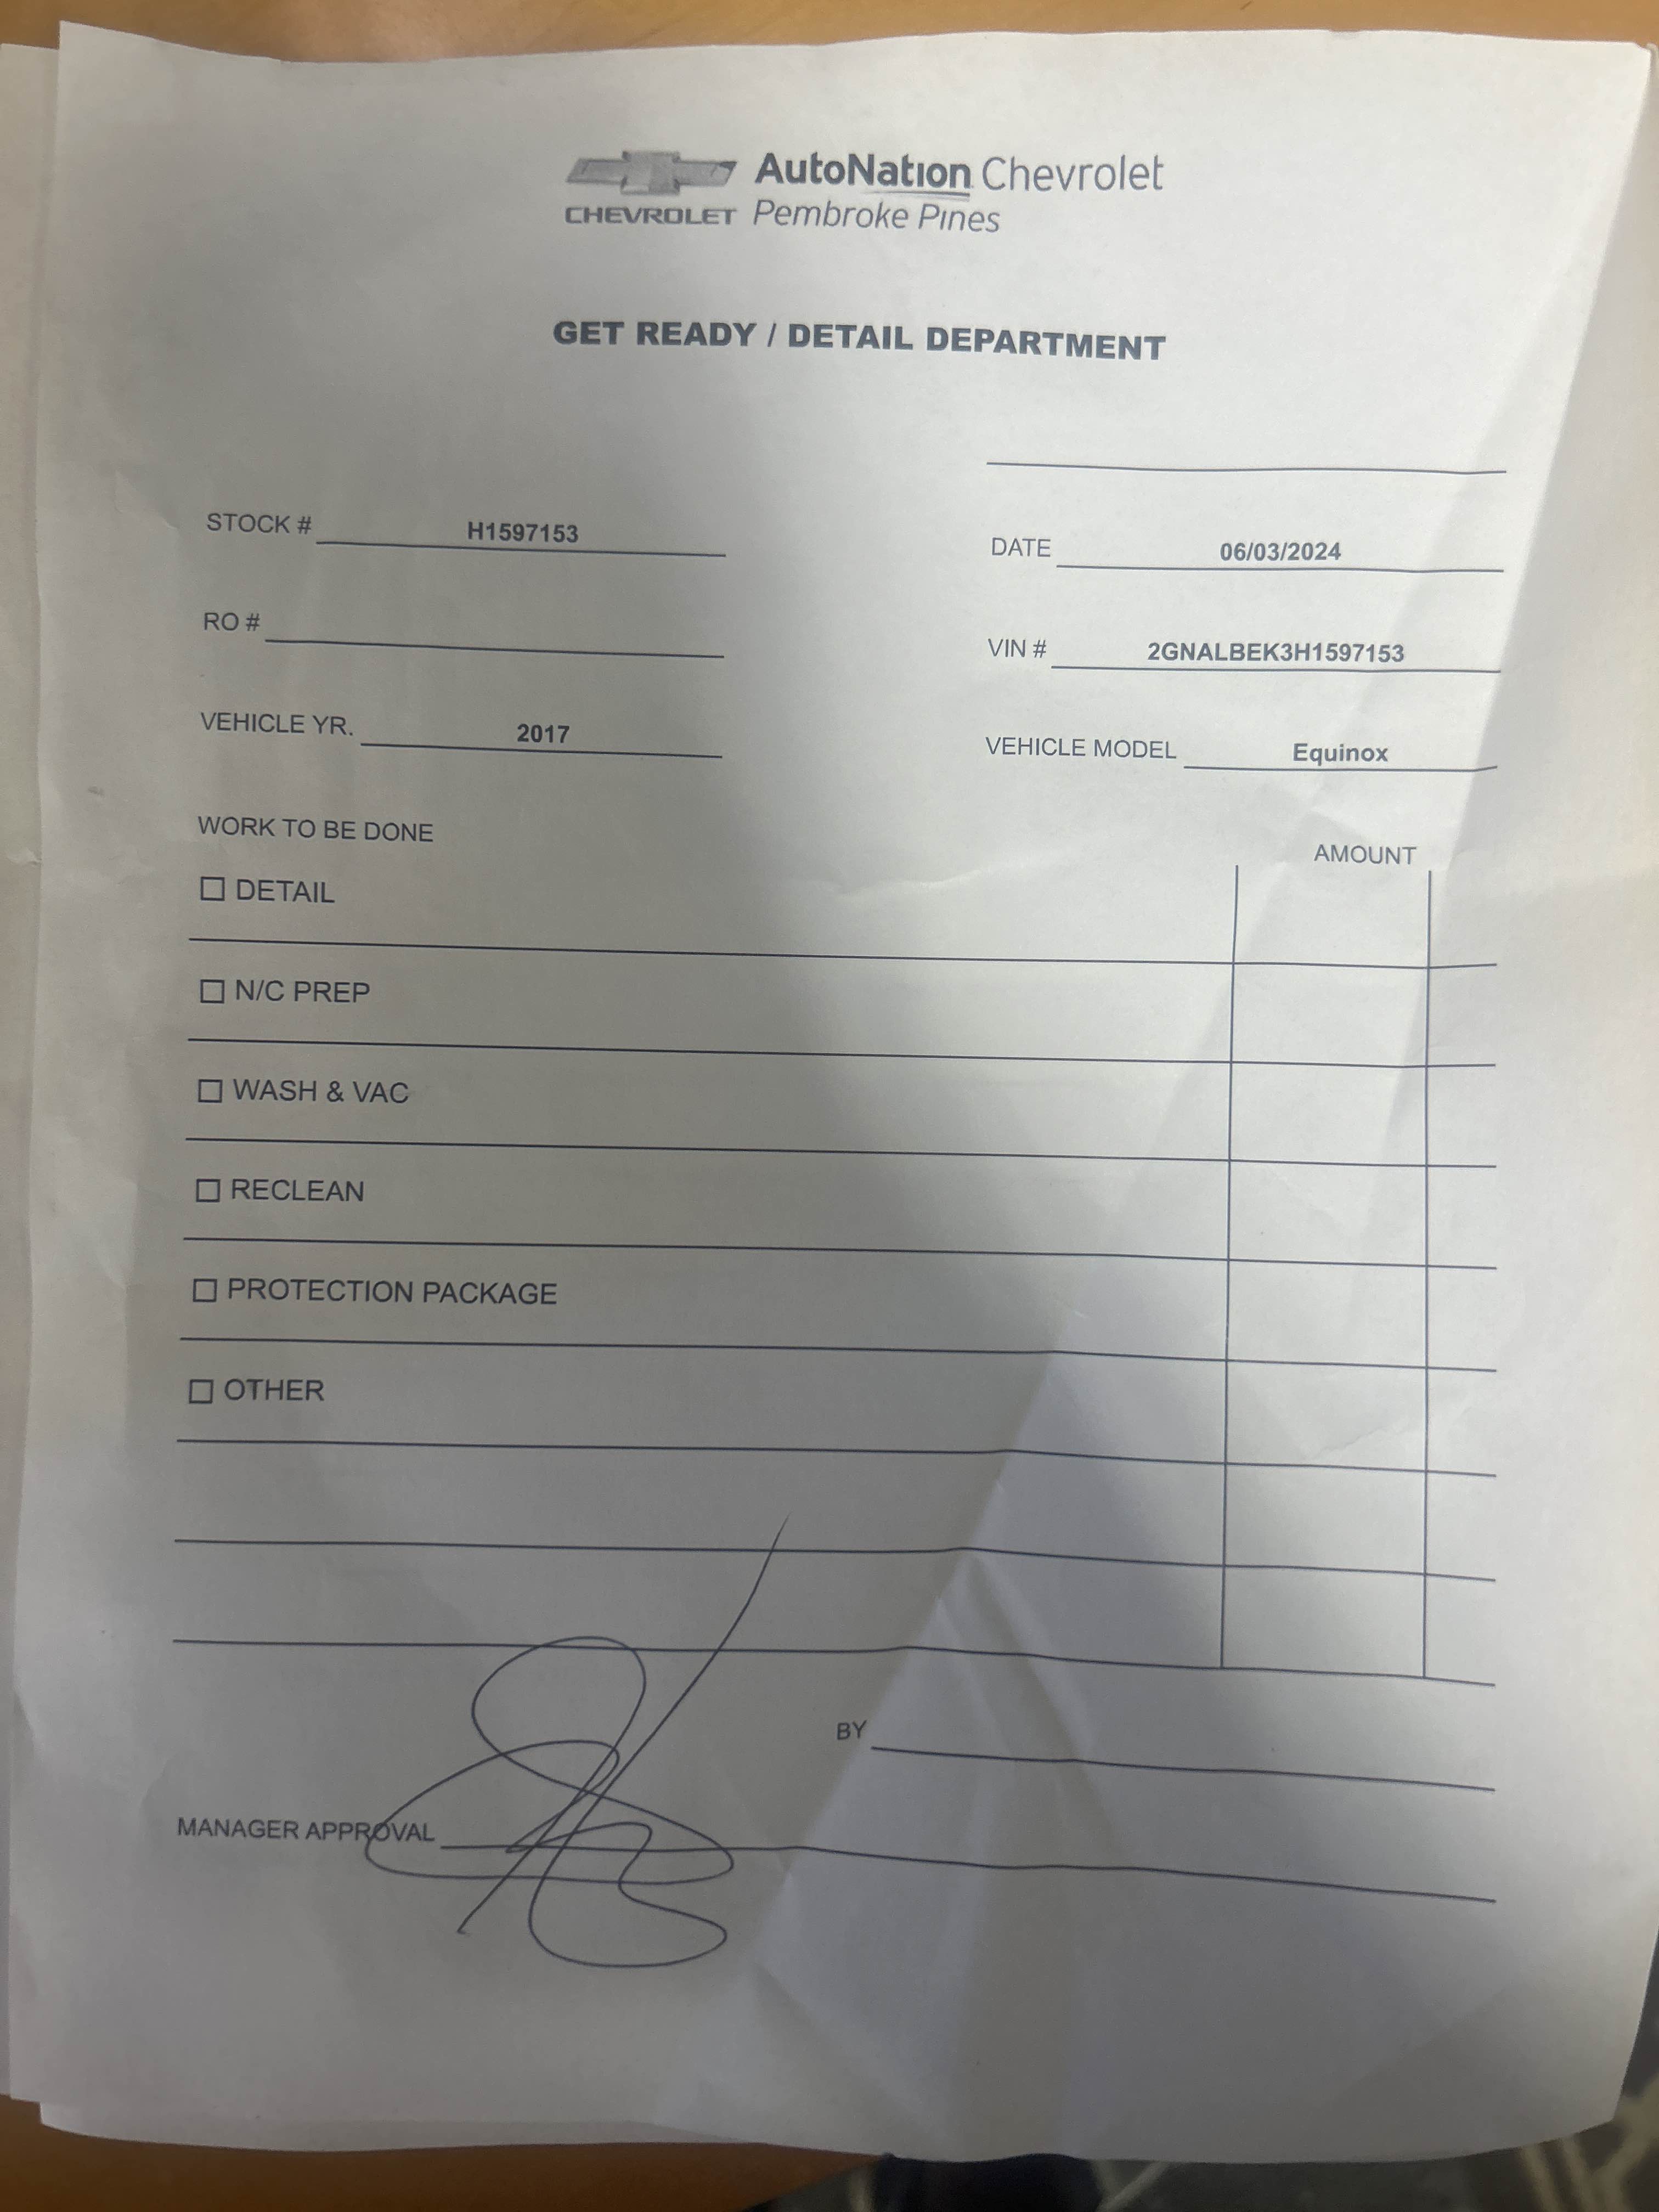 AutoNation Chevrolet
CHEVROLET Pembroke Pines
GET READY / DETAIL DEPARTMENT
STOCK # H1597153
DATE 06/03/2024
RO #
VIN # 2GNALBEK3H1597153
VEHICLE YR. 2017
VEHICLE MODEL Equinox
WORK TO BE DONE
AMOUNT
DETAIL
N/C PREP
WASH & VAC
RECLEAN
PROTECTION PACKAGE
OTHER
BY
MANAGER APPROVAL